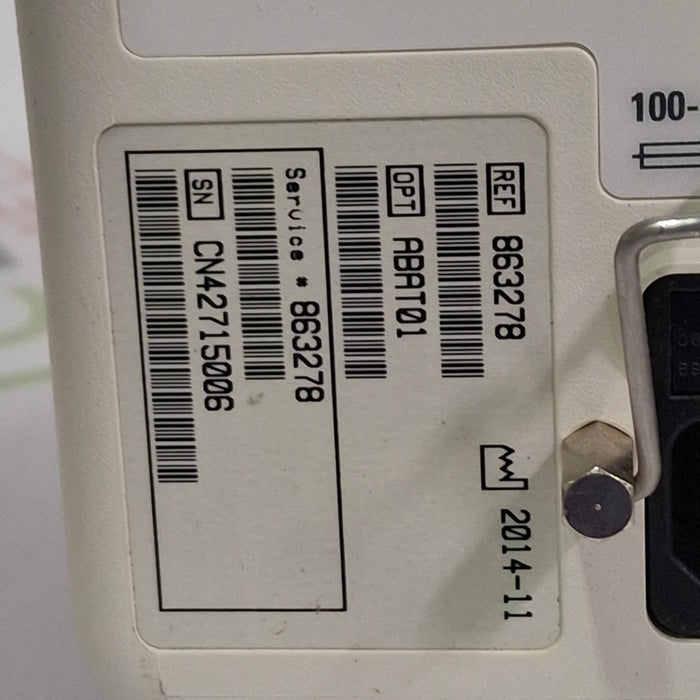 100-
REF 863278
2014-11
OPT ABAT01
Service # 863278
SN CN42715006